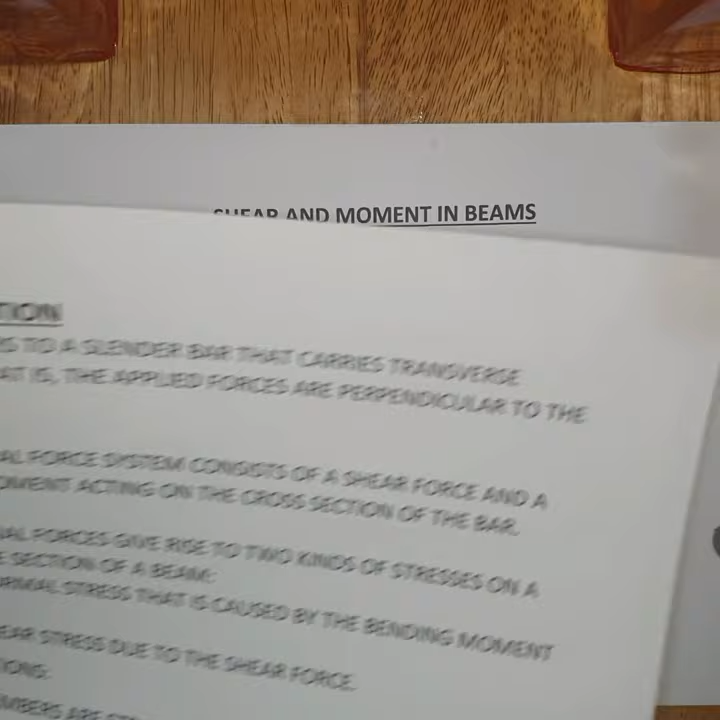 SHEAR AND MOMENT IN BEAMS
TION
TO A SLENDER BAR THAT CARRIES TRANSVERSE
AT IS, THE APPLIED FORCES ARE PERPENDICULAR TO THE
AL FORCE SYSTEM CONSISTS OF A SHEAR FORCE AND A
OMENT ACTING ON THE CROSS SECTION OF THE BAR.
NAL FORCES GIVE RISE TO TWO KINDS OF STRESSES ON A
SECTION OF A BEAM:
ORMAL STRESS THAT IS CAUSED BY THE BENDING MOMENT
EAR STRESS DUE TO THE SHEAR FORCE.
TIONS:
MBERS ARE